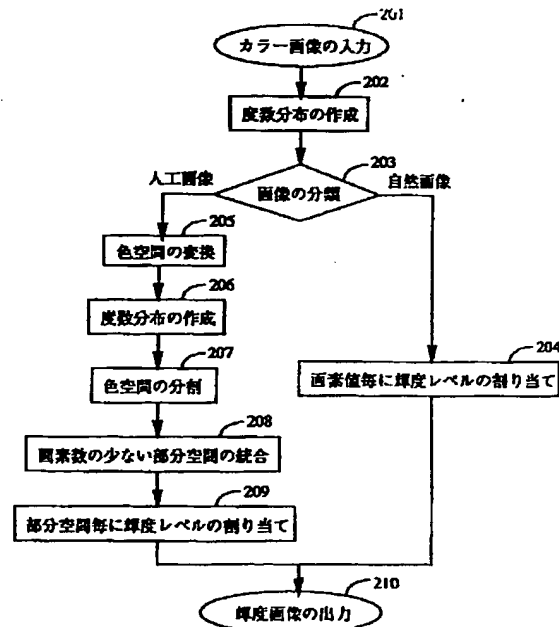 201
カラー画像の入力
202
度数分布の作成
203
画像の分類
人工画像
自然画像
205
色空間の変換
206
度数分布の作成
207
色空間の分割
204
画素値毎に輝度レベルの割り当て
208
画素数の少ない部分空間の統合
209
部分空間毎に輝度レベルの割り当て
210
輝度画像の出力